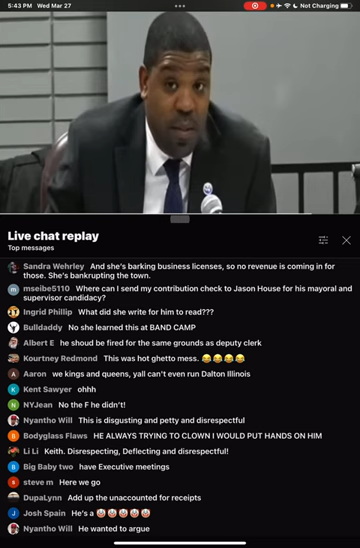 5:43 PM Wed Mar 27
Not Charging
Live chat replay
Top messages
Sandra Wehrley And she's barking business licenses, so no revenue is coming in for
those. She's bankrupting the town.
m mseibe5110 Where can I send my contribution check to Jason House for his mayoral and
supervisor candidacy?
Ingrid Phillip What did she write for him to read???
Bulldaddy No she learned this at BAND CAMP
Albert E he shoud be fired for the same grounds as deputy clerk
Kourtney Redmond This was hot ghetto mess. 😂😂😂😂
A Aaron we kings and queens, yall can't even run Dalton Illinois
K Kent Sawyer ohhh
N NYJean No the F he didn't!
Nyantho Will This is disgusting and petty and disrespectful
B Bodyglass Flaws HE ALWAYS TRYING TO CLOWN I WOULD PUT HANDS ON HIM
Li Li Keith. Disrespecting, Deflecting and disrespectful!
B Big Baby two have Executive meetings
s steve m Here we go
DupaLynn Add up the unaccounted for receipts
J Josh Spain He's a 🤡🤡🤡🤡🤡
Nyantho Will He wanted to argue